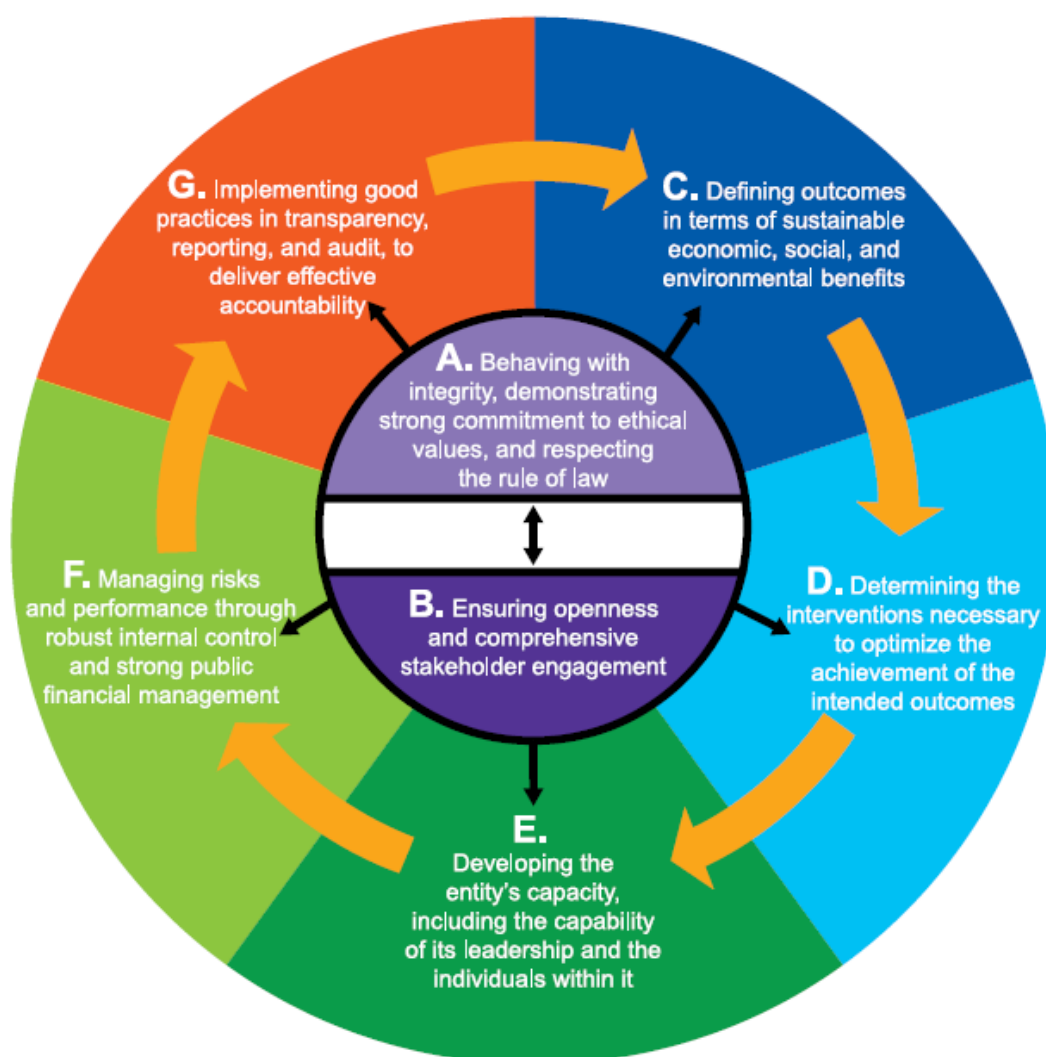 G. Implementing good
practices in transparency,
reporting, and audit, to
deliver effective
accountability
C. Defining outcomes
in terms of sustainable
economic, social, and
environmental benefits
A. Behaving with
integrity, demonstrating
strong commitment to ethical
values, and respecting
the rule of law
F. Managing risks
and performance through
robust internal control
and strong public
financial management
B. Ensuring openness
and comprehensive
stakeholder engagement
D. Determining the
interventions necessary
to optimize the
achievement of the
intended outcomes
E.
Developing the
entity’s capacity,
including the capability
of its leadership and the
individuals within it